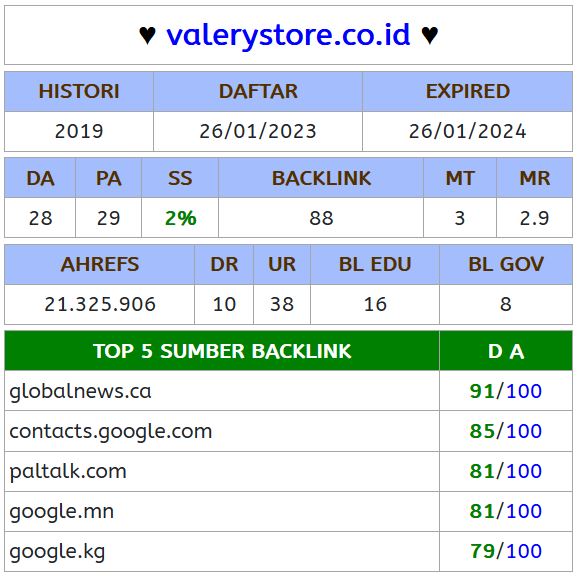 ♥ valerystore.co.id ♥
HISTORI DAFTAR EXPIRED
2019 26/01/2023 26/01/2024
DA PA SS BACKLINK MT MR
28 29 2% 88 3 2.9
AHREFS DR UR BL EDU BL GOV
21.325.906 10 38 16 8
TOP 5 SUMBER BACKLINK D A
globalnews.ca 91/100
contacts.google.com 85/100
paltalk.com 81/100
google.mn 81/100
google.kg 79/100